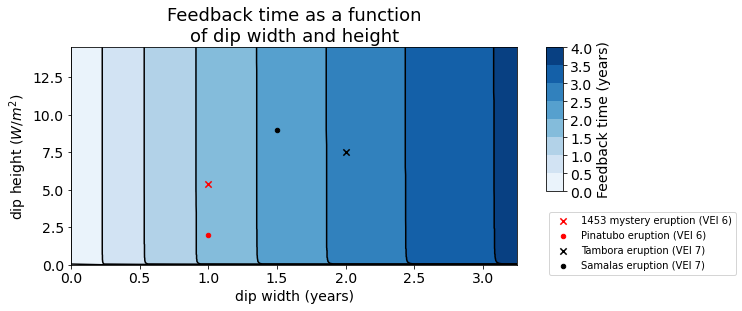 Feedback time as a function
of dip width and height
dip height (W/m²)
12.5
10.0
7.5
5.0
2.5
0.0
0.0 0.5 1.0 1.5 2.0 2.5 3.0
dip width (years)
4.0
3.5
3.0
2.5
2.0
1.5
1.0
0.5
0.0
Feedback time (years)
1453 mystery eruption (VEI 6)
Pinatubo eruption (VEI 6)
Tambora eruption (VEI 7)
Samalas eruption (VEI 7)